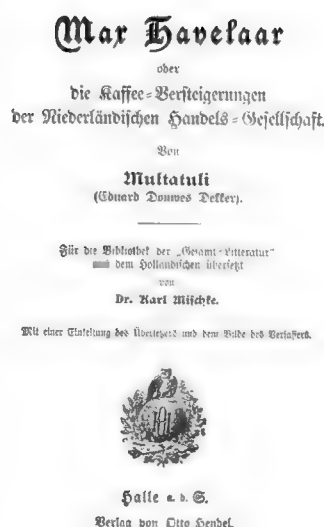 Max Havelaar
oder
die Kaffee-Versteigerungen
der Niederländischen Handels-Gesellschaft.
Von
Multatuli
(Eduard Douwes Dekker).
Für die Bibliothek der „Gesamt-Litteratur“
aus dem Holländischen übersetzt
von
Dr. Karl Mischke.
Mit einer Einleitung des Übersetzers und dem Bilde des Verfassers.
Halle a. d. S.
Verlag von Otto Hendel.